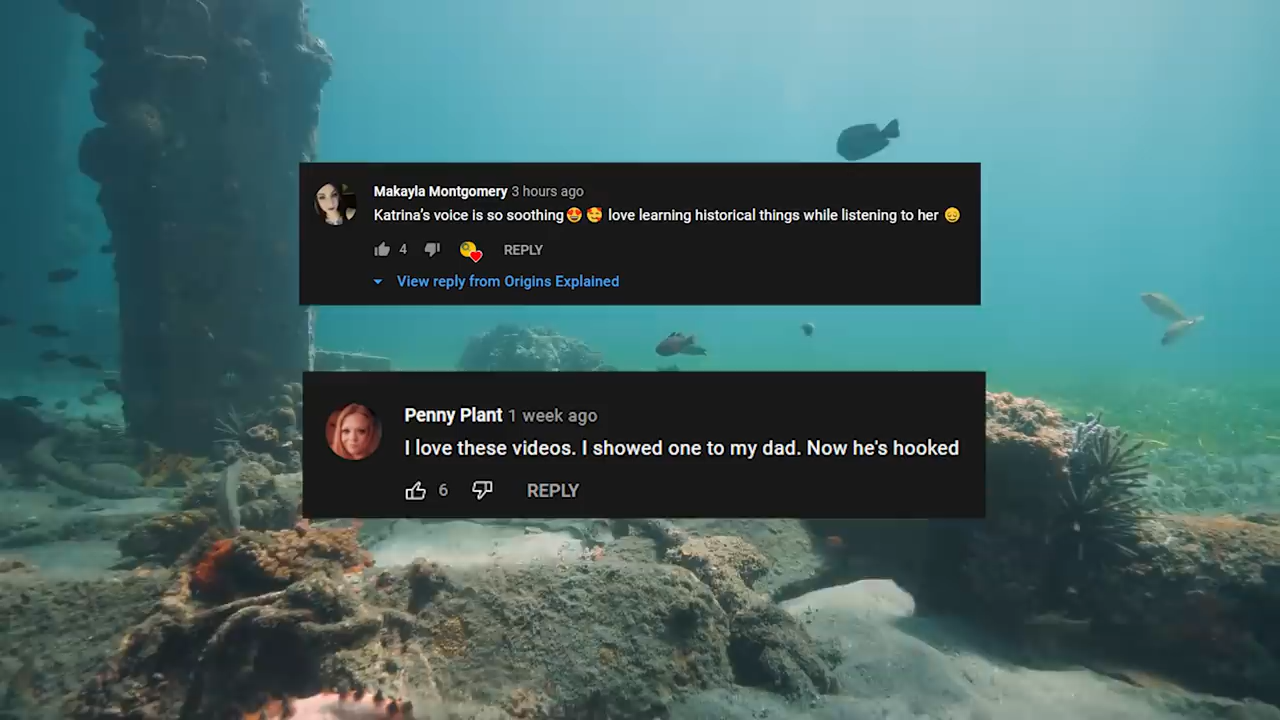 Makayla Montgomery 3 hours ago
Katrina's voice is so soothing😍 🥰 love learning historical things while listening to her 😌
4 REPLY
View reply from Origins Explained
Penny Plant 1 week ago
I love these videos. I showed one to my dad. Now he's hooked
6 REPLY